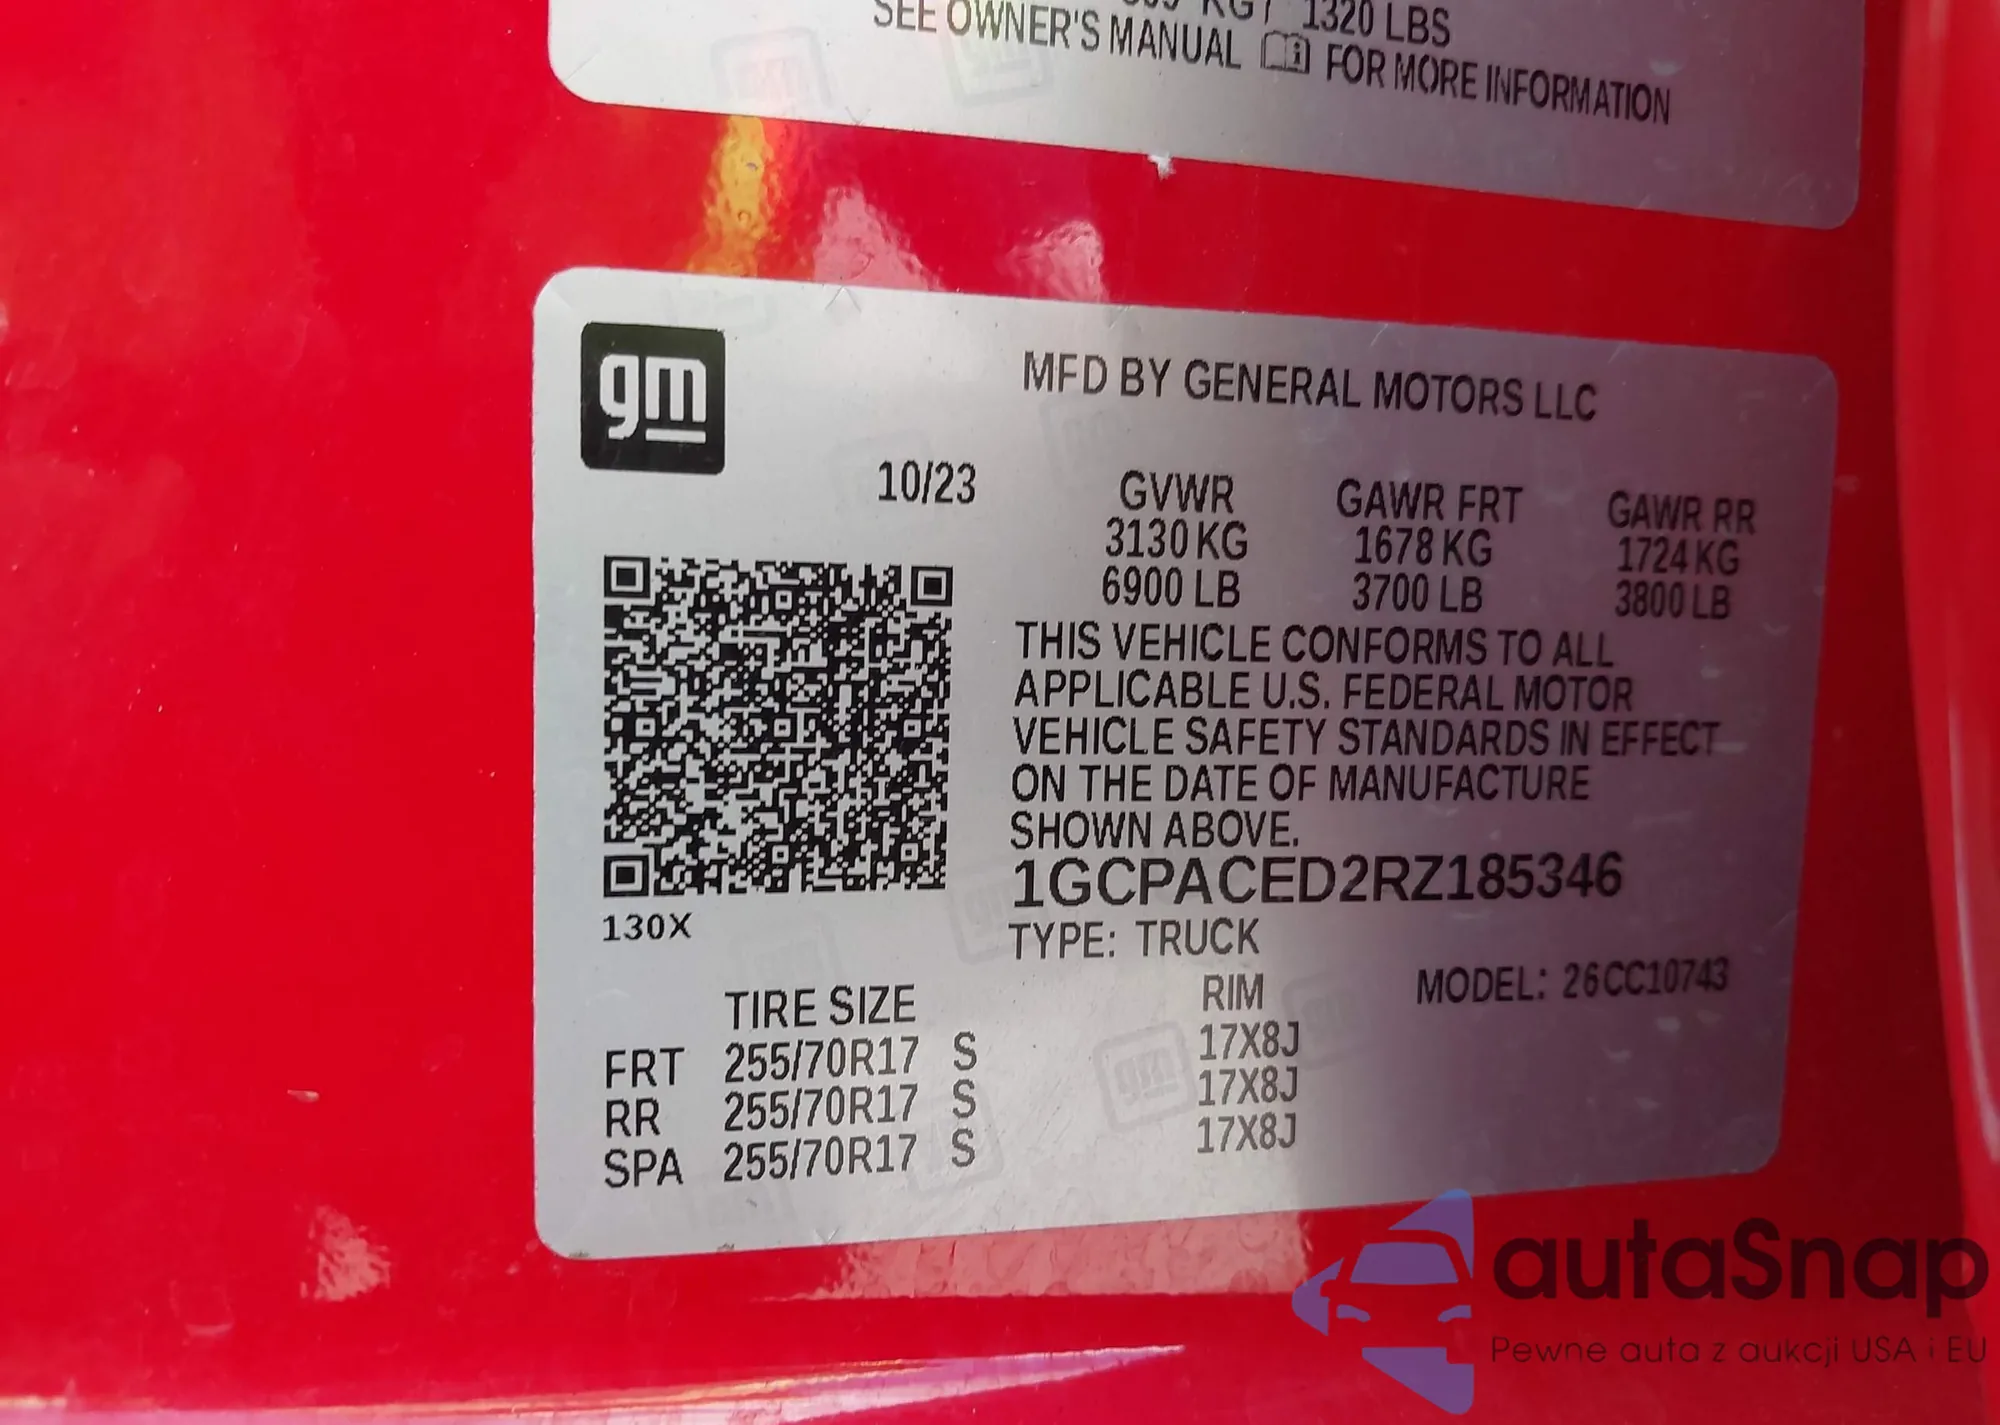 KG / 1320 LBS
SEE OWNER'S MANUAL FOR MORE INFORMATION
gm
MFD BY GENERAL MOTORS LLC
10/23
GVWR GAWR FRT GAWR RR
3130 KG 1678 KG 1724 KG
6900 LB 3700 LB 3800 LB
THIS VEHICLE CONFORMS TO ALL
APPLICABLE U.S. FEDERAL MOTOR
VEHICLE SAFETY STANDARDS IN EFFECT
ON THE DATE OF MANUFACTURE
SHOWN ABOVE.
1GCPACED2RZ185346
130X
TYPE: TRUCK
MODEL: 26CC10743
TIRE SIZE RIM
FRT 255/70R17 S 17X8J
RR 255/70R17 S 17X8J
SPA 255/70R17 S 17X8J
autaSnap
Pewne auta z aukcji USA i EU